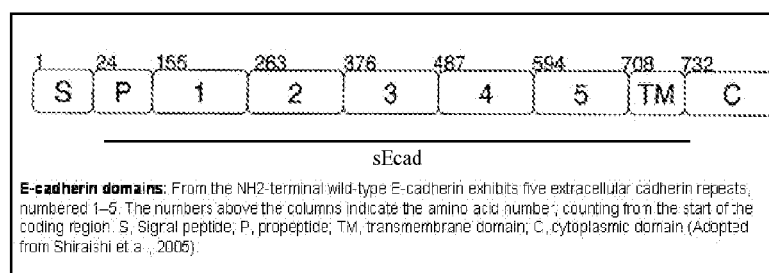 1 24 155 263 376 487 594 708 732
S P 1 2 3 4 5 TM C
sEcad
E-cadherin domains: From the NH2-terminal wild-type E-cadherin exhibits five extracellular cadherin repeats,
numbered 1–5. The numbers above the columns indicate the amino acid number, counting from the start of the
coding region. S, Signal peptide; P, propeptide; TM, transmembrane domain; C, cytoplasmic domain (Adopted
from Shiraishi et a., 2005).